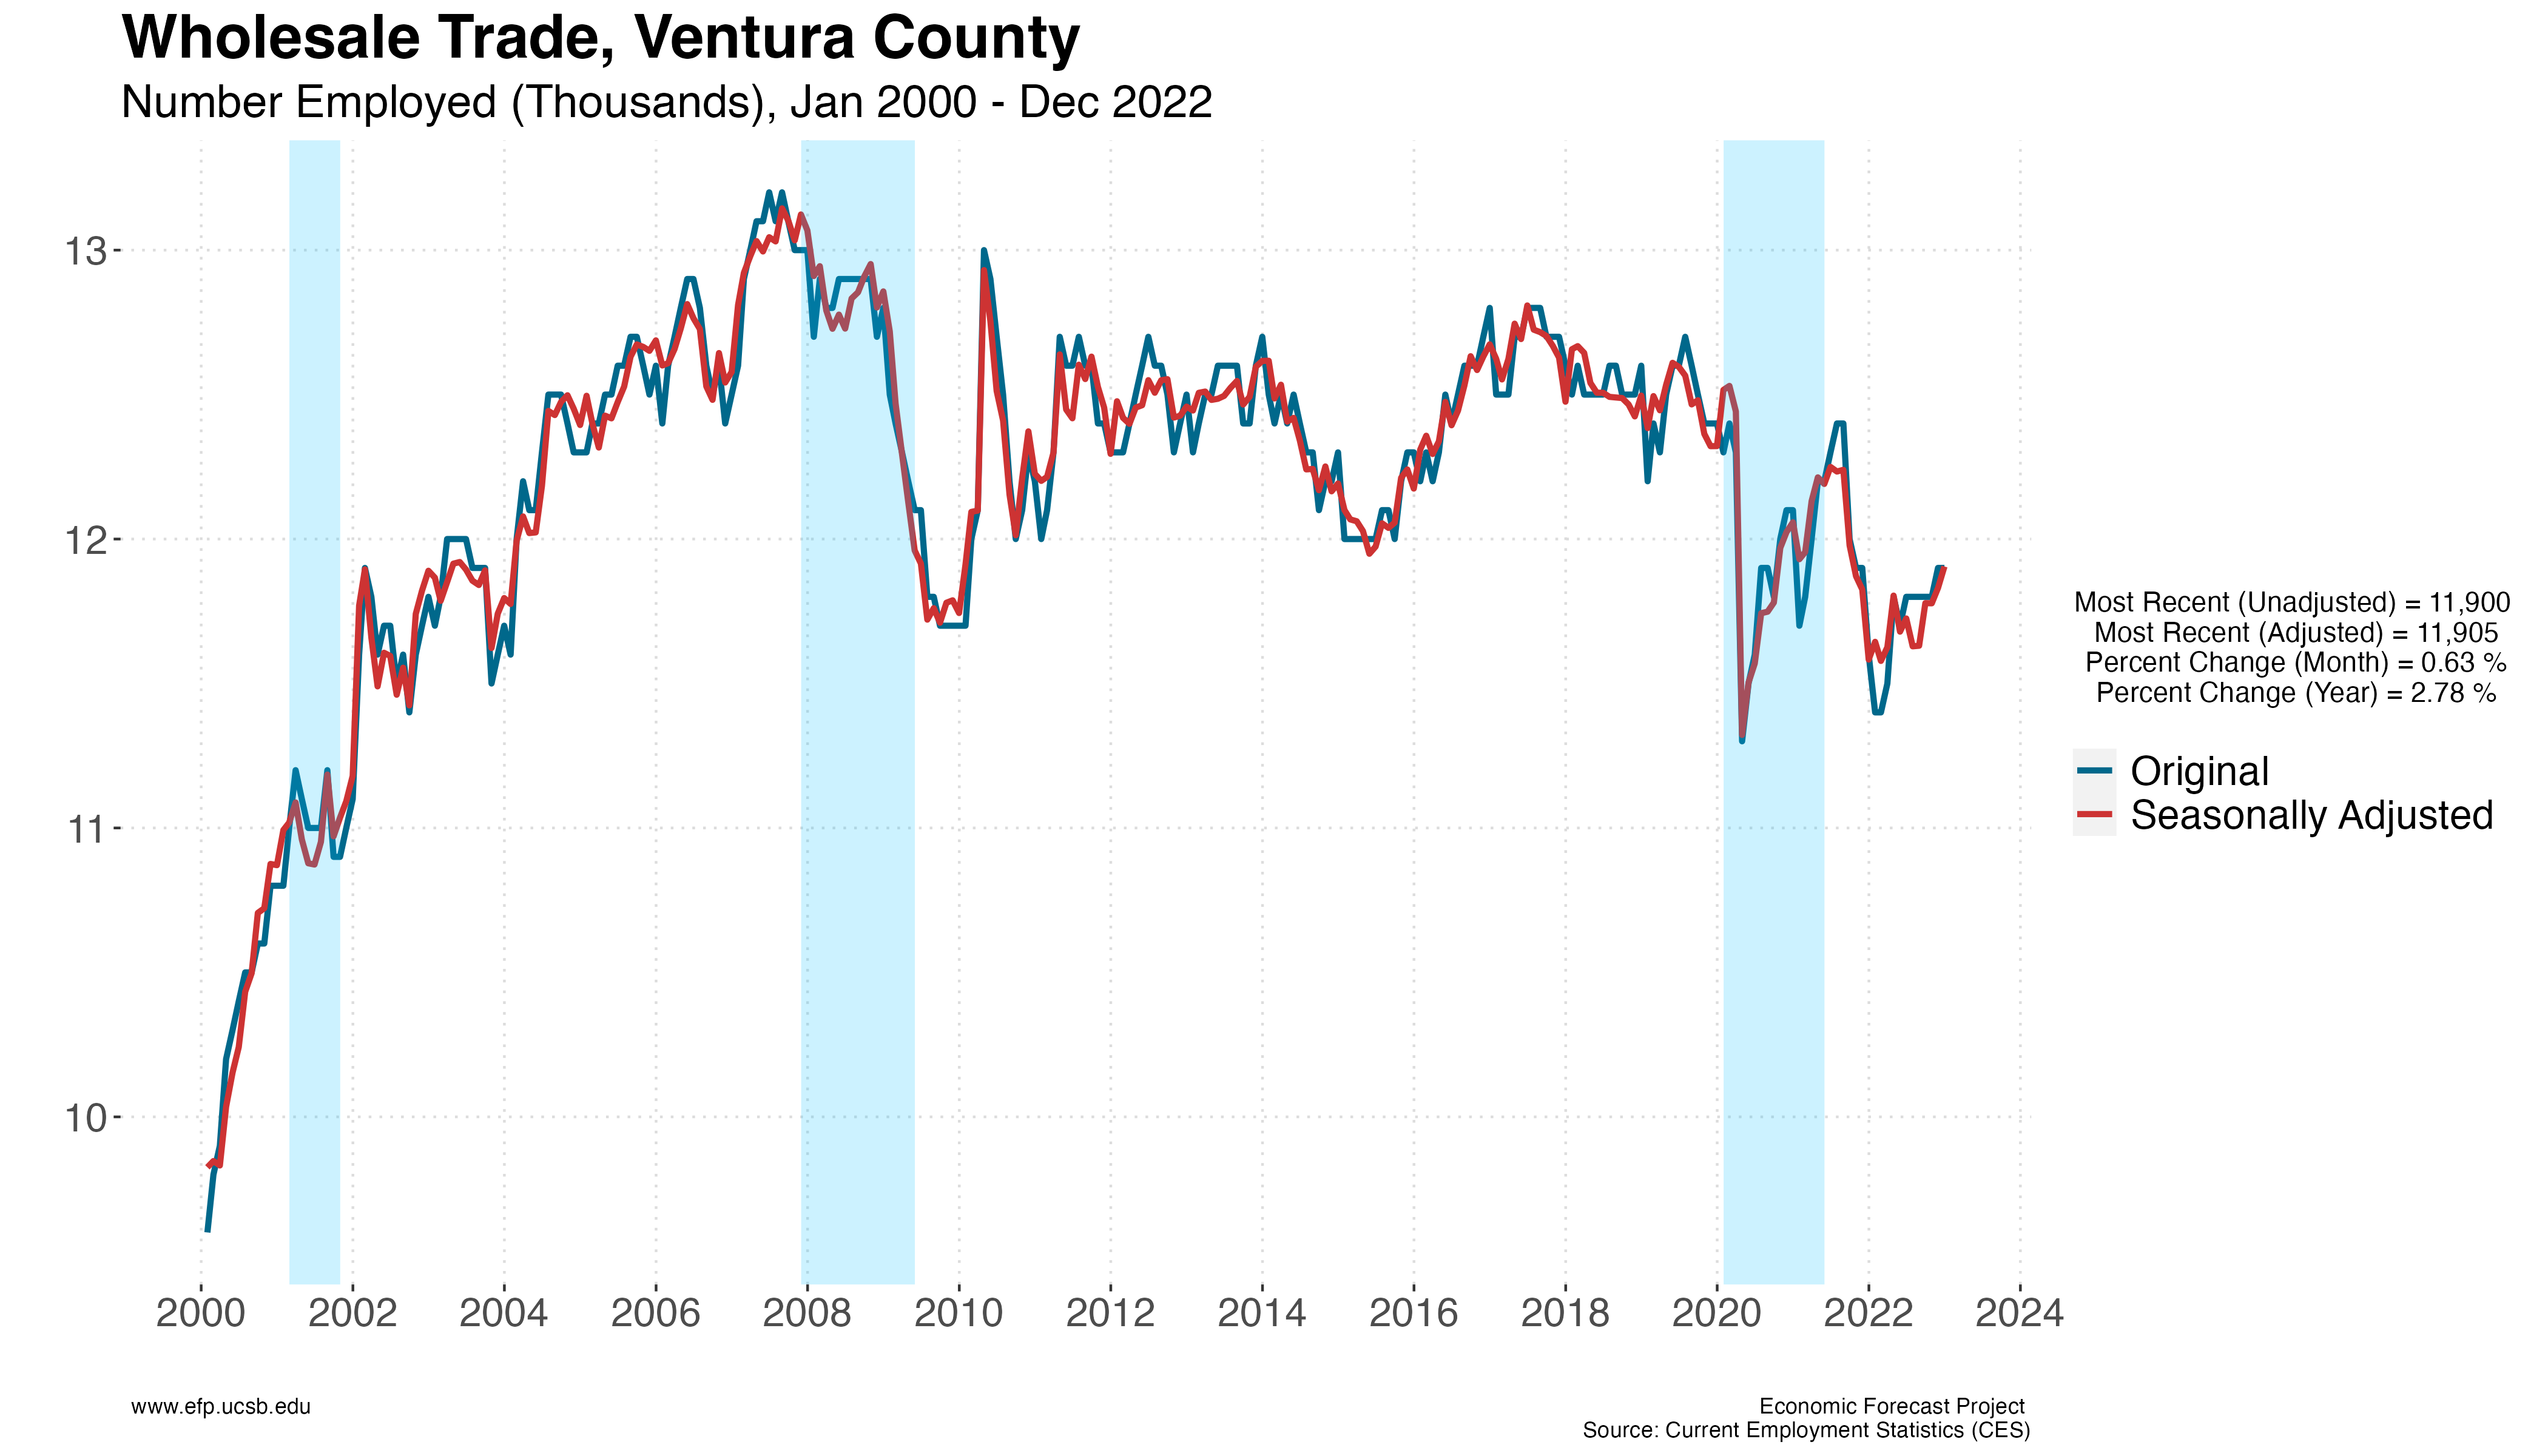 Wholesale Trade, Ventura County
Number Employed (Thousands), Jan 2000 - Dec 2022
13
12
11
10
2000 2002 2004 2006 2008 2010 2012 2014 2016 2018 2020 2022 2024
Most Recent (Unadjusted) = 11,900
Most Recent (Adjusted) = 11,905
Percent Change (Month) = 0.63 %
Percent Change (Year) = 2.78 %
Original
Seasonally Adjusted
www.efp.ucsb.edu
Economic Forecast Project
Source: Current Employment Statistics (CES)